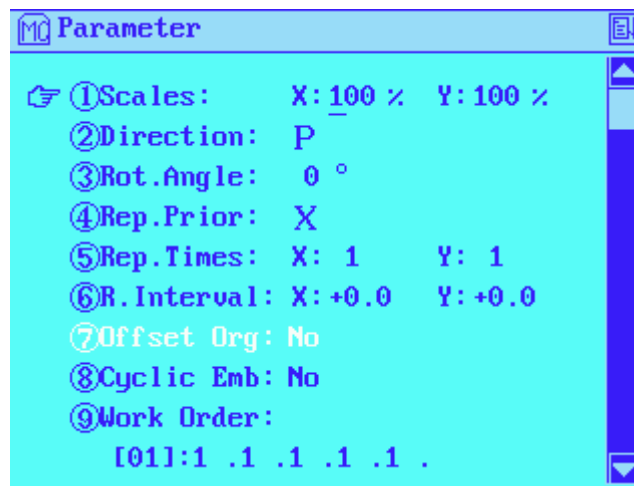 MC Parameter
①Scales: X:100 % Y:100 %
②Direction: P
③Rot.Angle: 0 °
④Rep.Prior: X
⑤Rep.Times: X: 1 Y: 1
⑥R.Interval: X:+0.0 Y:+0.0
⑦Offset Org: No
⑧Cyclic Emb: No
⑨Work Order:
[01]:1 .1 .1 .1 .1 .